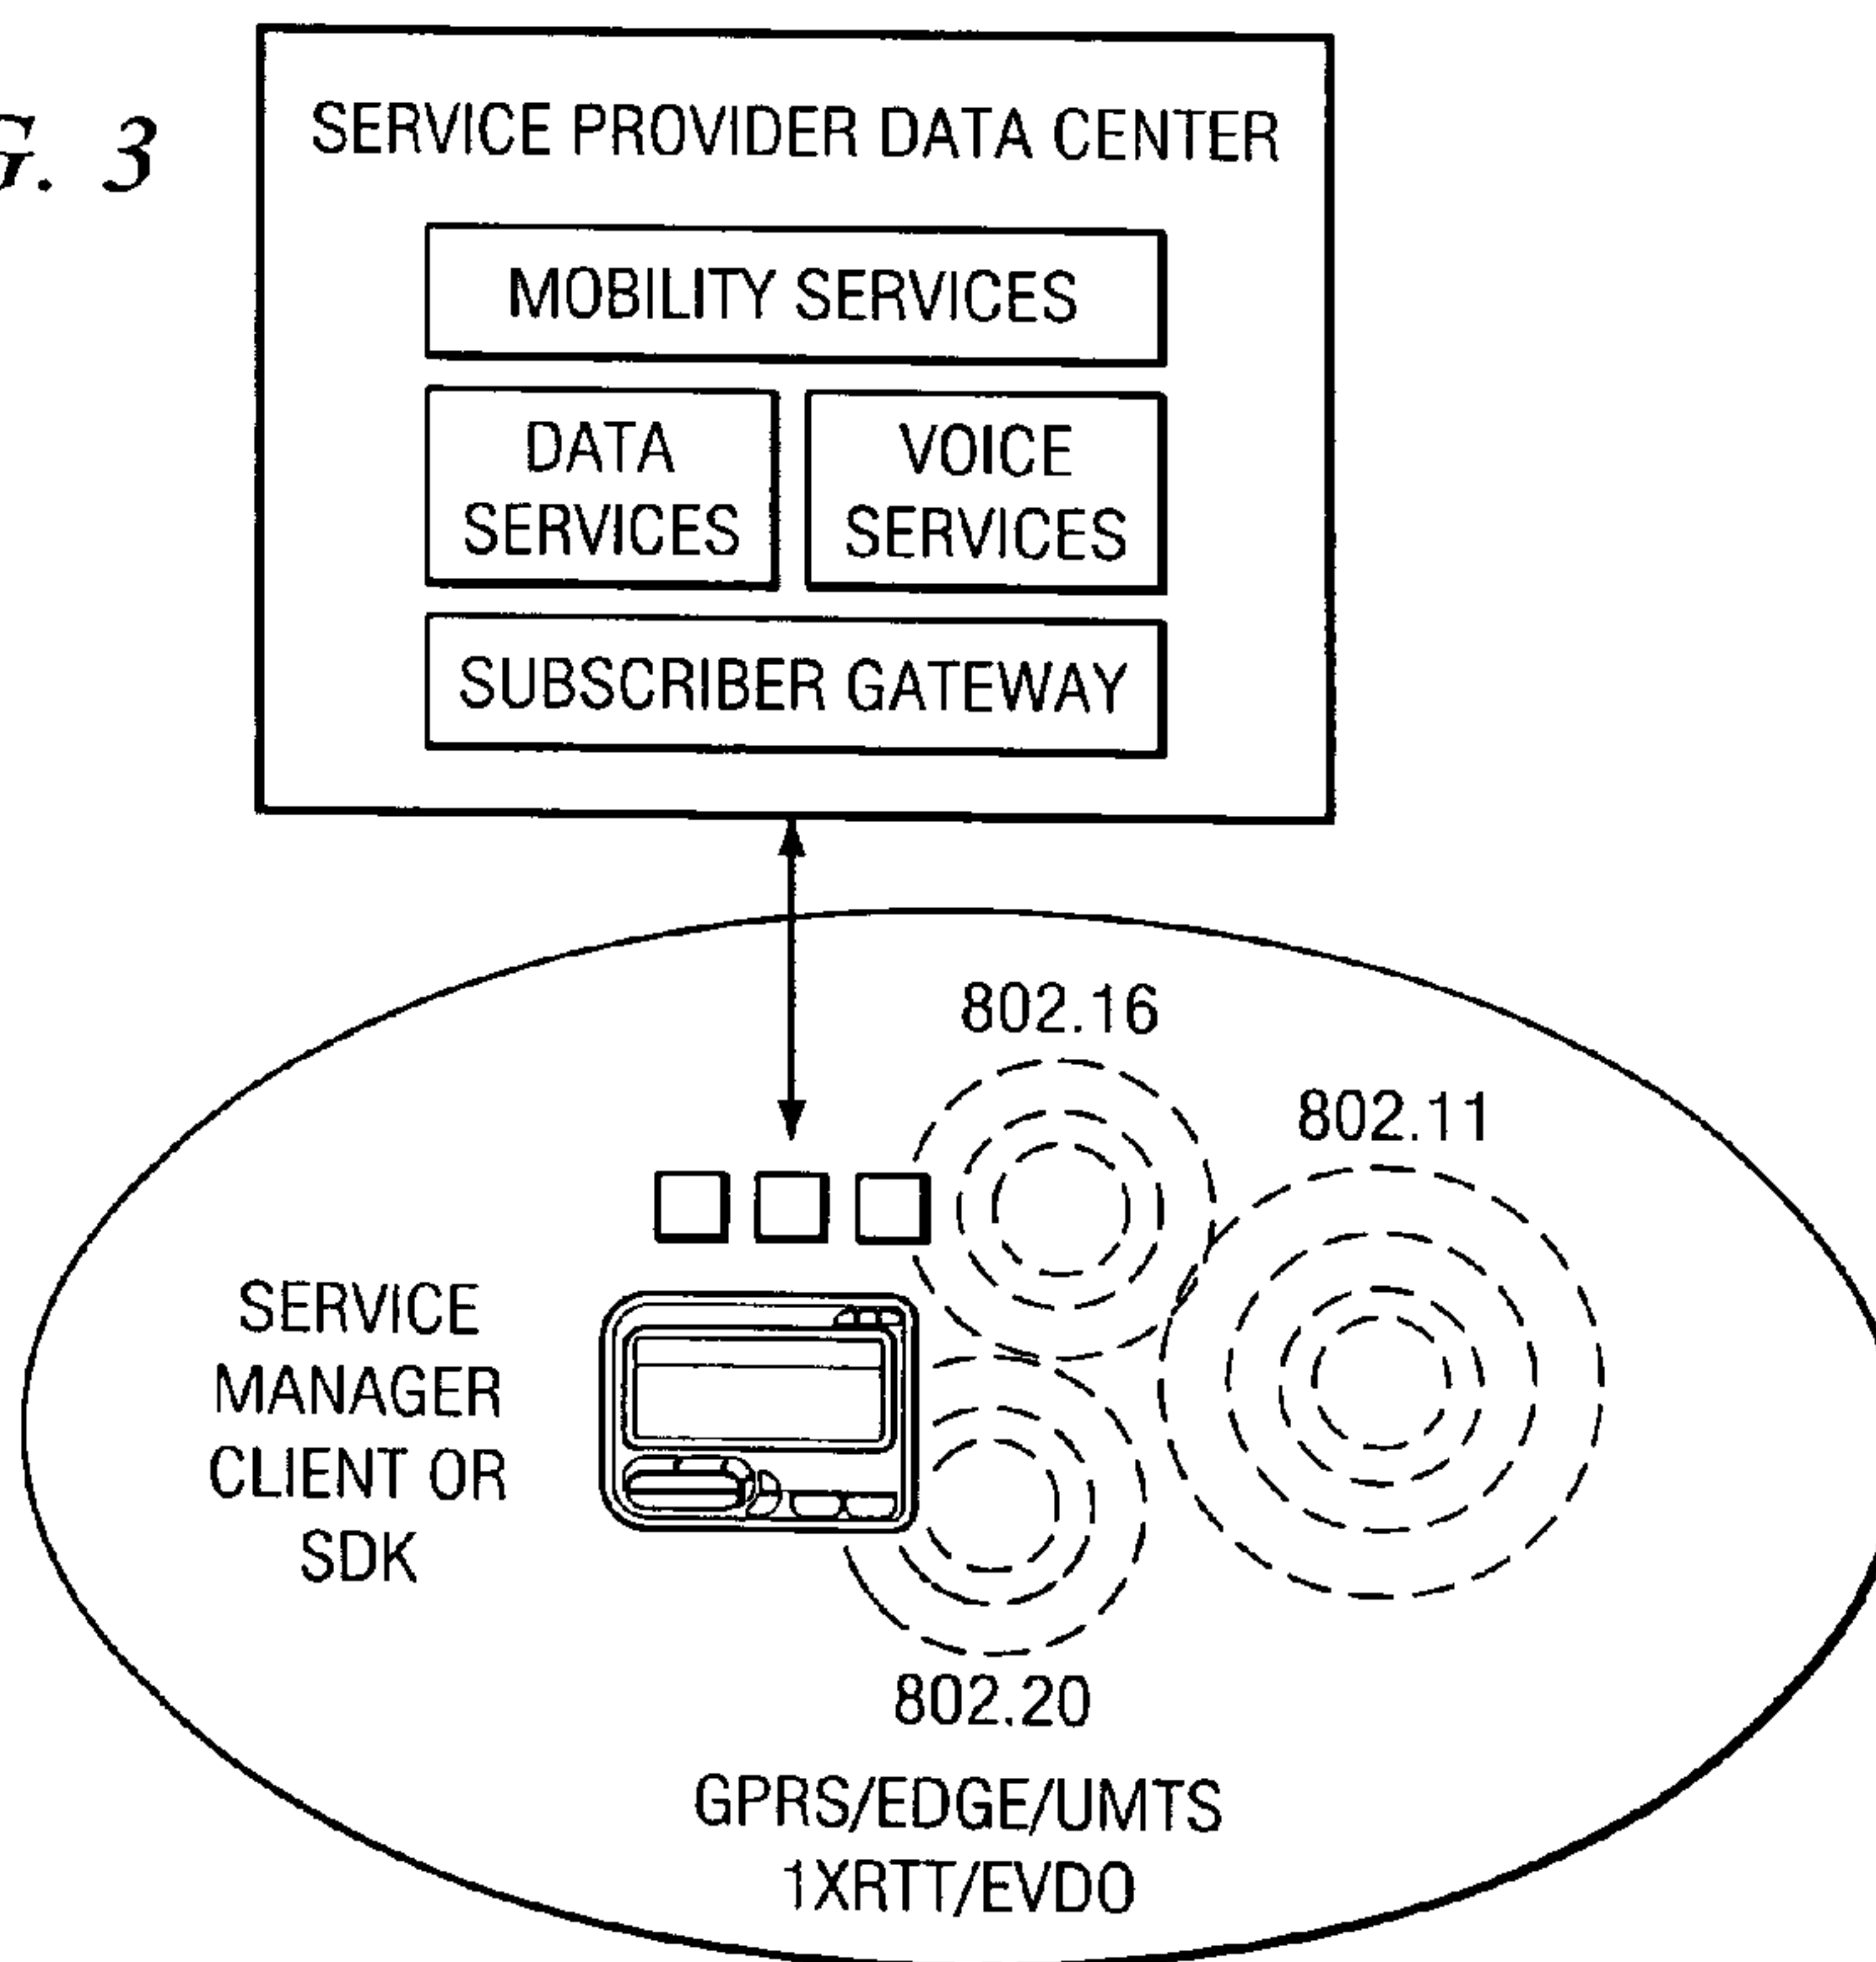 G. 3
SERVICE PROVIDER DATA CENTER
MOBILITY SERVICES
DATA
SERVICES
VOICE
SERVICES
SUBSCRIBER GATEWAY
802.16
802.11
SERVICE
MANAGER
CLIENT OR
SDK
802.20
GPRS/EDGE/UMTS
1XRTT/EVDO